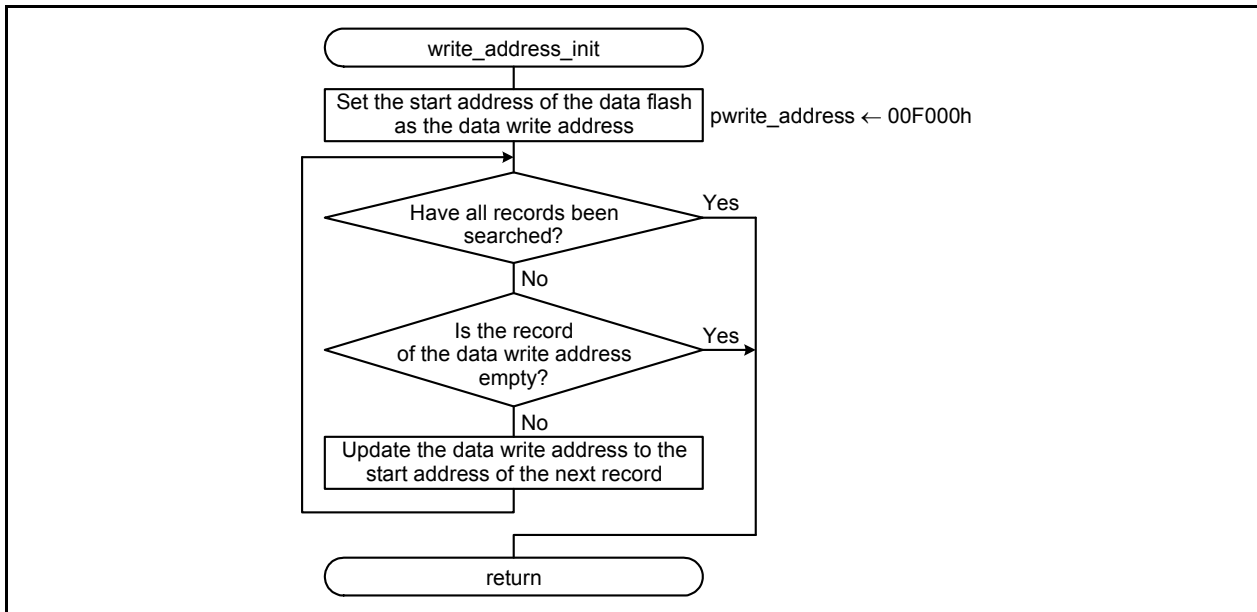 write_address_init
Set the start address of the data flash
as the data write address
pwrite_address ← 00F000h
Have all records been
searched?
Yes
No
Is the record
of the data write address
empty?
Yes
No
Update the data write address to the
start address of the next record
return